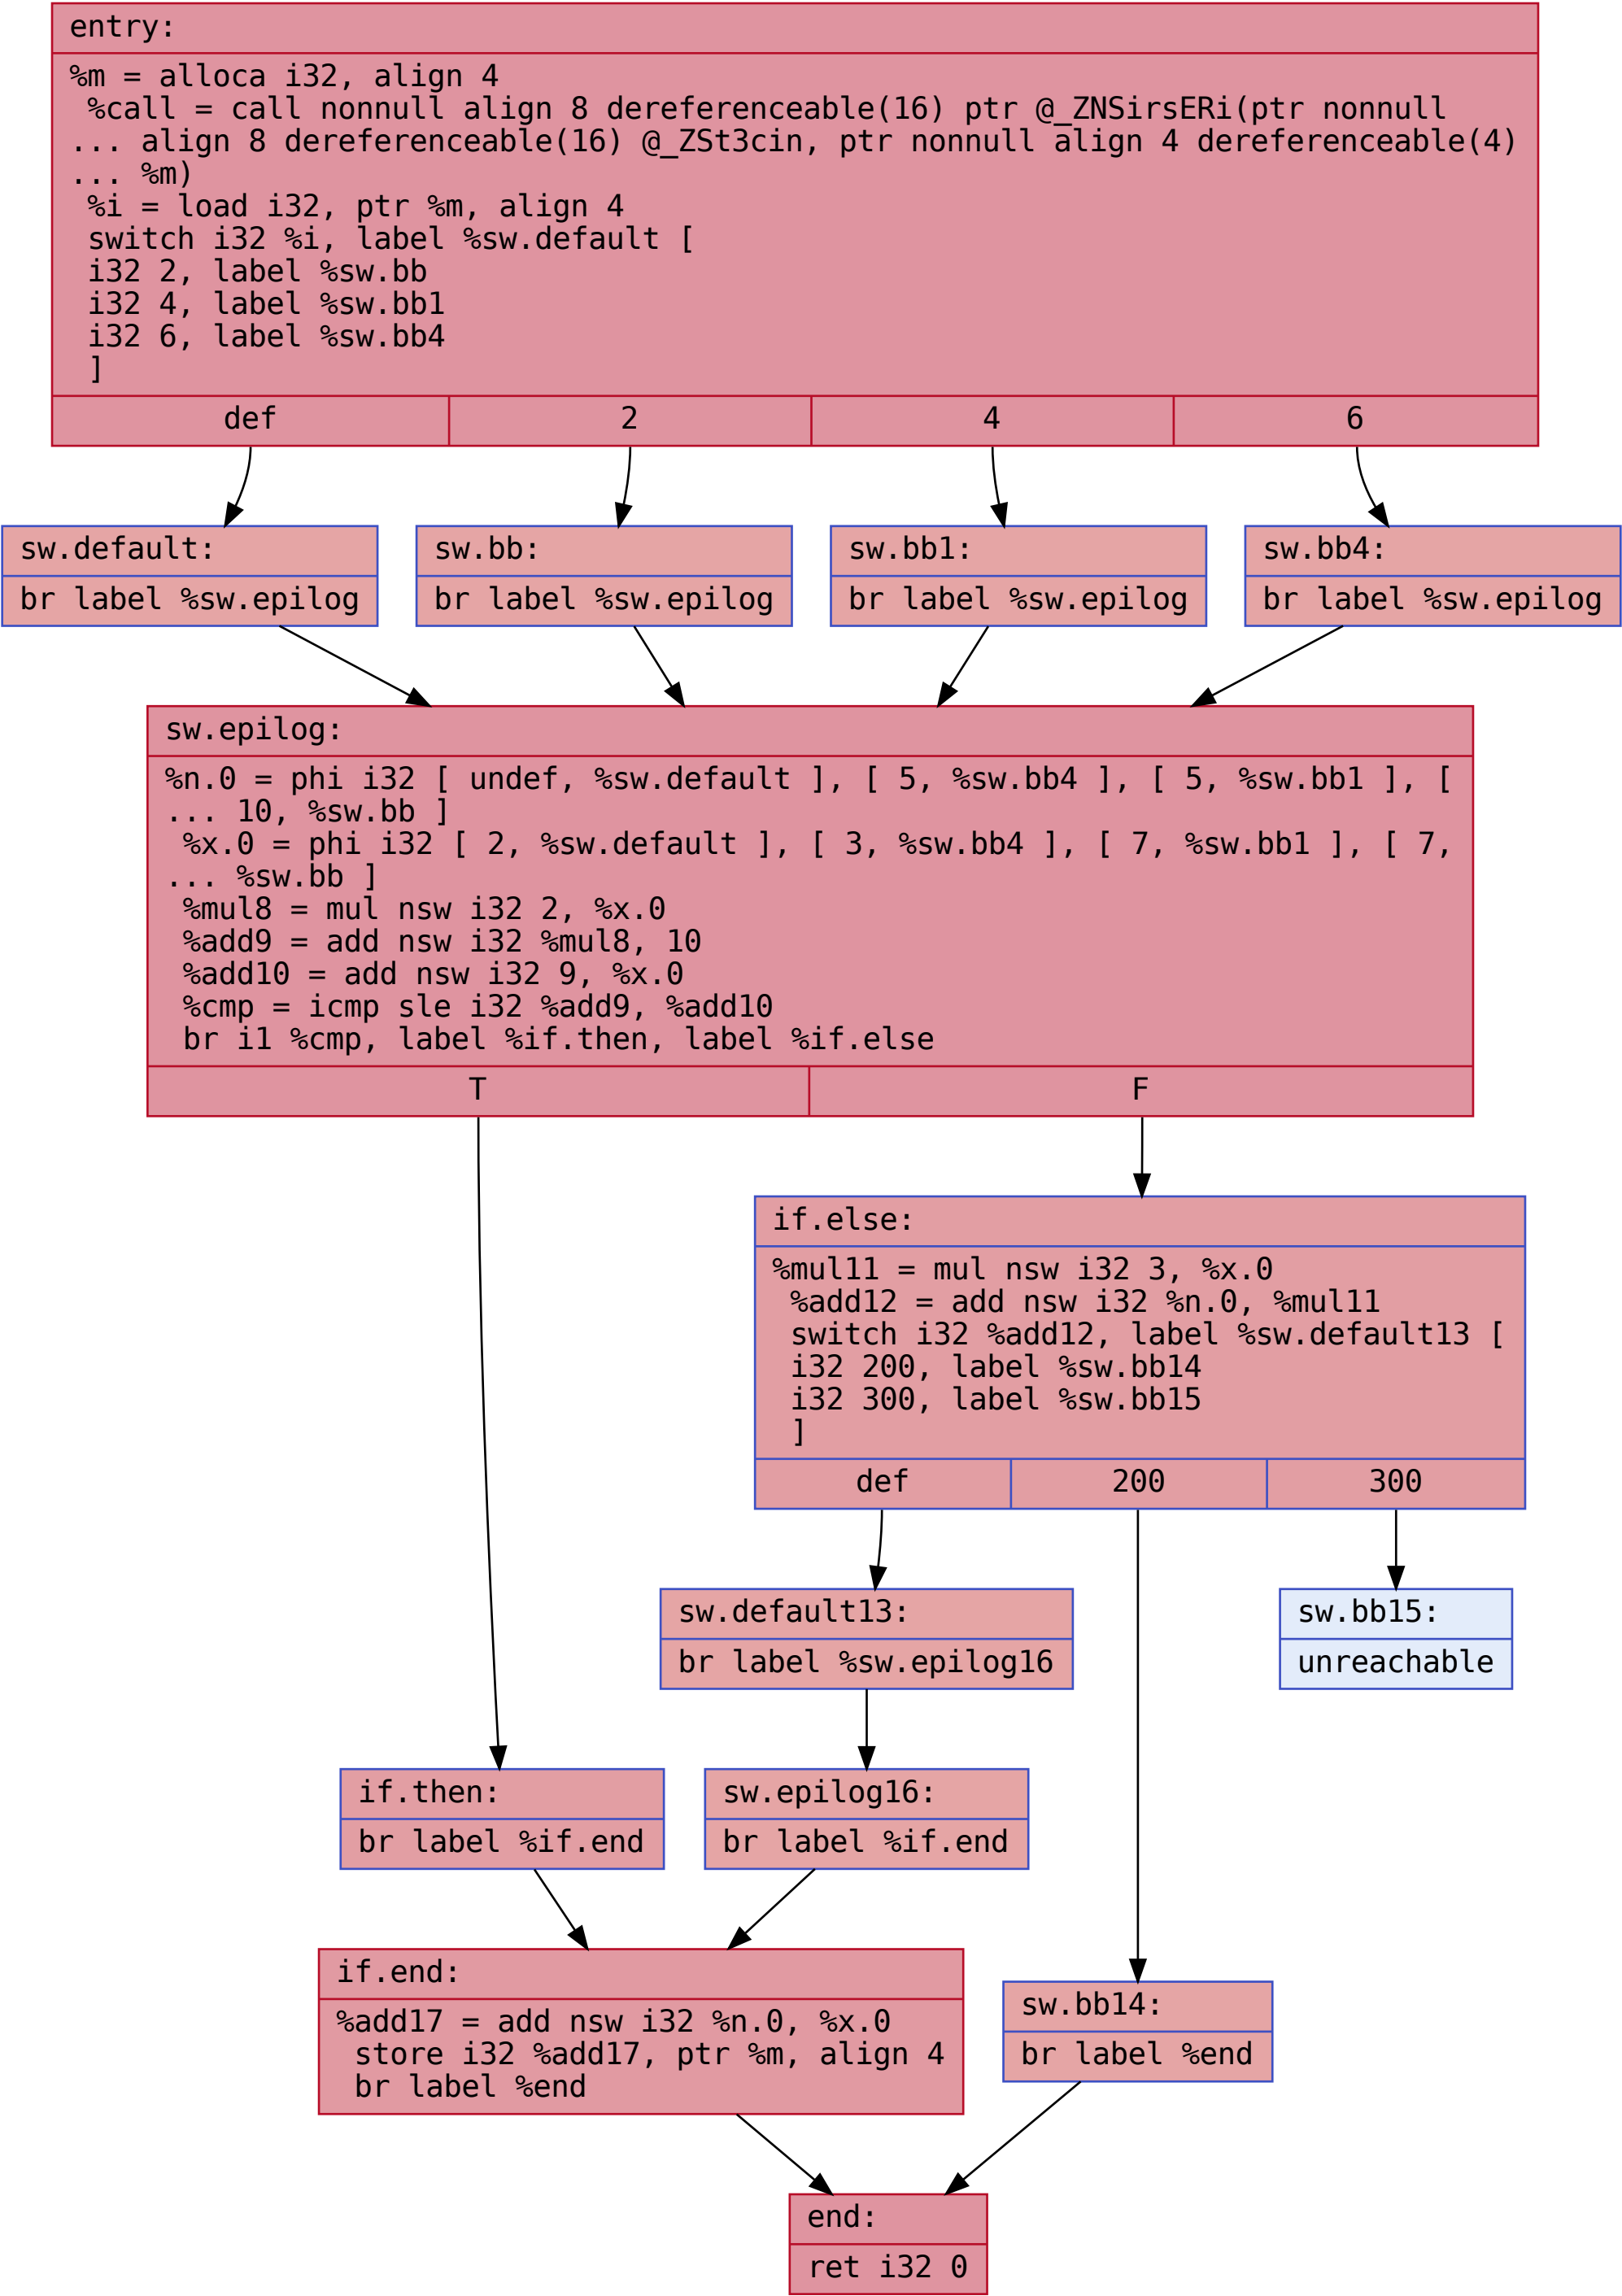 entry:
%m = alloca i32, align 4
%call = call nonnull align 8 dereferenceable(16) ptr @_ZNSirsERi(ptr nonnull
... align 8 dereferenceable(16) @_ZSt3cin, ptr nonnull align 4 dereferenceable(4)
... %m)
%i = load i32, ptr %m, align 4
switch i32 %i, label %sw.default [
i32 2, label %sw.bb
i32 4, label %sw.bb1
i32 6, label %sw.bb4
]
def 2 4 6
sw.default: sw.bb: sw.bb1: sw.bb4:
br label %sw.epilog br label %sw.epilog br label %sw.epilog br label %sw.epilog
sw.epilog:
%n.0 = phi i32 [ undef, %sw.default ], [ 5, %sw.bb4 ], [ 5, %sw.bb1 ], [
... 10, %sw.bb ]
%x.0 = phi i32 [ 2, %sw.default ], [ 3, %sw.bb4 ], [ 7, %sw.bb1 ], [ 7,
... %sw.bb ]
%mul8 = mul nsw i32 2, %x.0
%add9 = add nsw i32 %mul8, 10
%add10 = add nsw i32 9, %x.0
%cmp = icmp sle i32 %add9, %add10
br i1 %cmp, label %if.then, label %if.else
T F
if.else:
%mul11 = mul nsw i32 3, %x.0
%add12 = add nsw i32 %n.0, %mul11
switch i32 %add12, label %sw.default13 [
i32 200, label %sw.bb14
i32 300, label %sw.bb15
]
def 200 300
sw.default13: sw.bb15:
br label %sw.epilog16 unreachable
if.then: sw.epilog16:
br label %if.end br label %if.end
if.end:
%add17 = add nsw i32 %n.0, %x.0
store i32 %add17, ptr %m, align 4
br label %end
sw.bb14:
br label %end
end:
ret i32 0